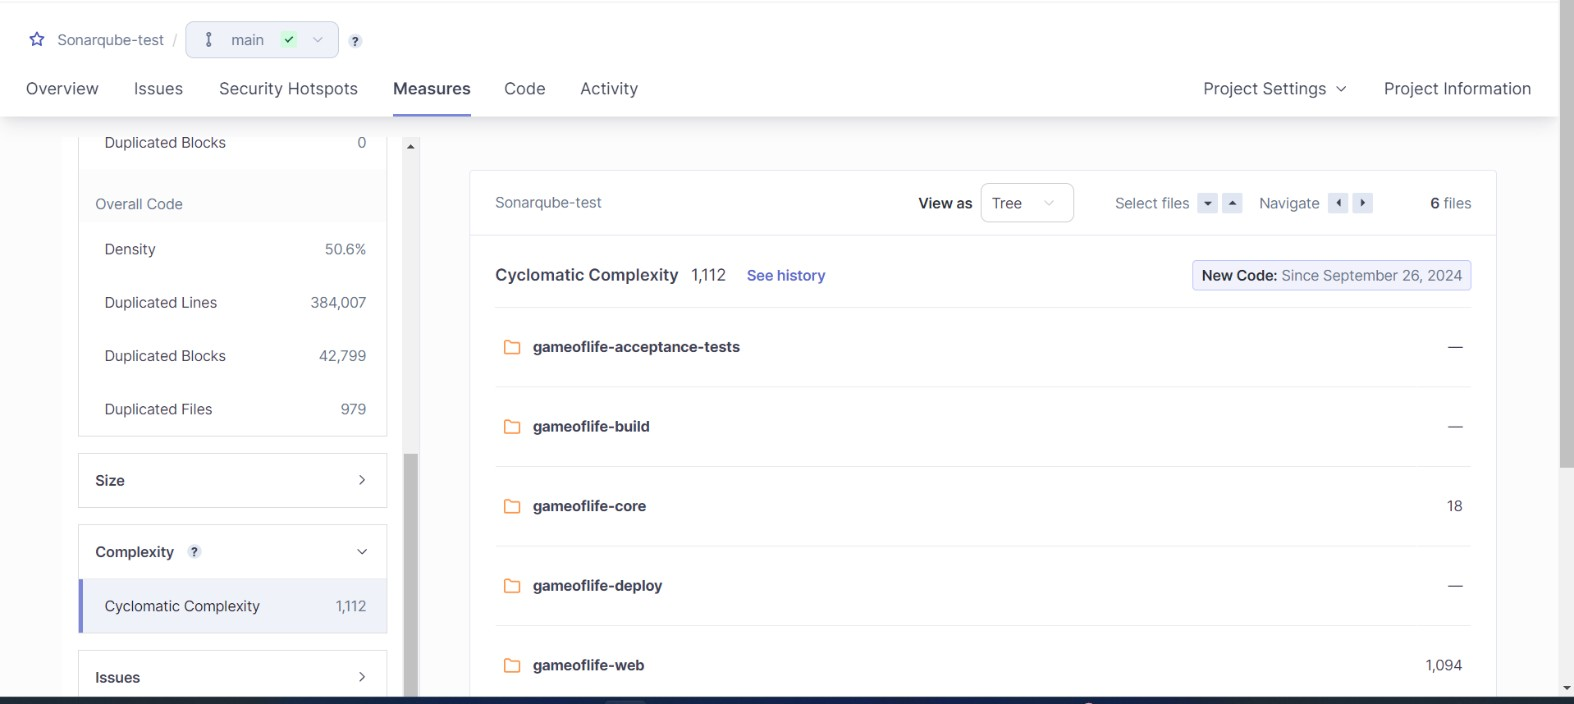 Sonarqube-test / main ?
Overview Issues Security Hotspots Measures Code Activity Project Settings Project Information
Duplicated Blocks 0
Overall Code
Density 50.6%
Duplicated Lines 384,007
Duplicated Blocks 42,799
Duplicated Files 979
Size
Complexity ?
Cyclomatic Complexity 1,112
Issues
Sonarqube-test View as Tree Select files Navigate 6 files
Cyclomatic Complexity 1,112 See history New Code: Since September 26, 2024
gameoflife-acceptance-tests —
gameoflife-build —
gameoflife-core 18
gameoflife-deploy —
gameoflife-web 1,094